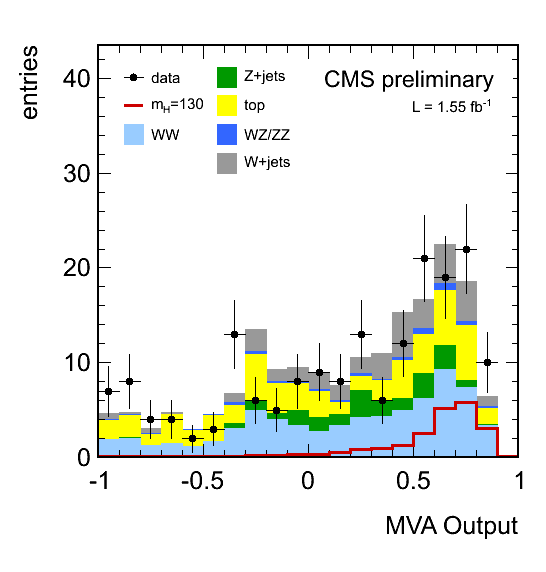 entries
40
30
20
10
0
data
m_H=130
WW
Z+jets
top
WZ/ZZ
W+jets
CMS preliminary
L = 1.55 fb⁻¹
-1
-0.5
0
0.5
1
MVA Output